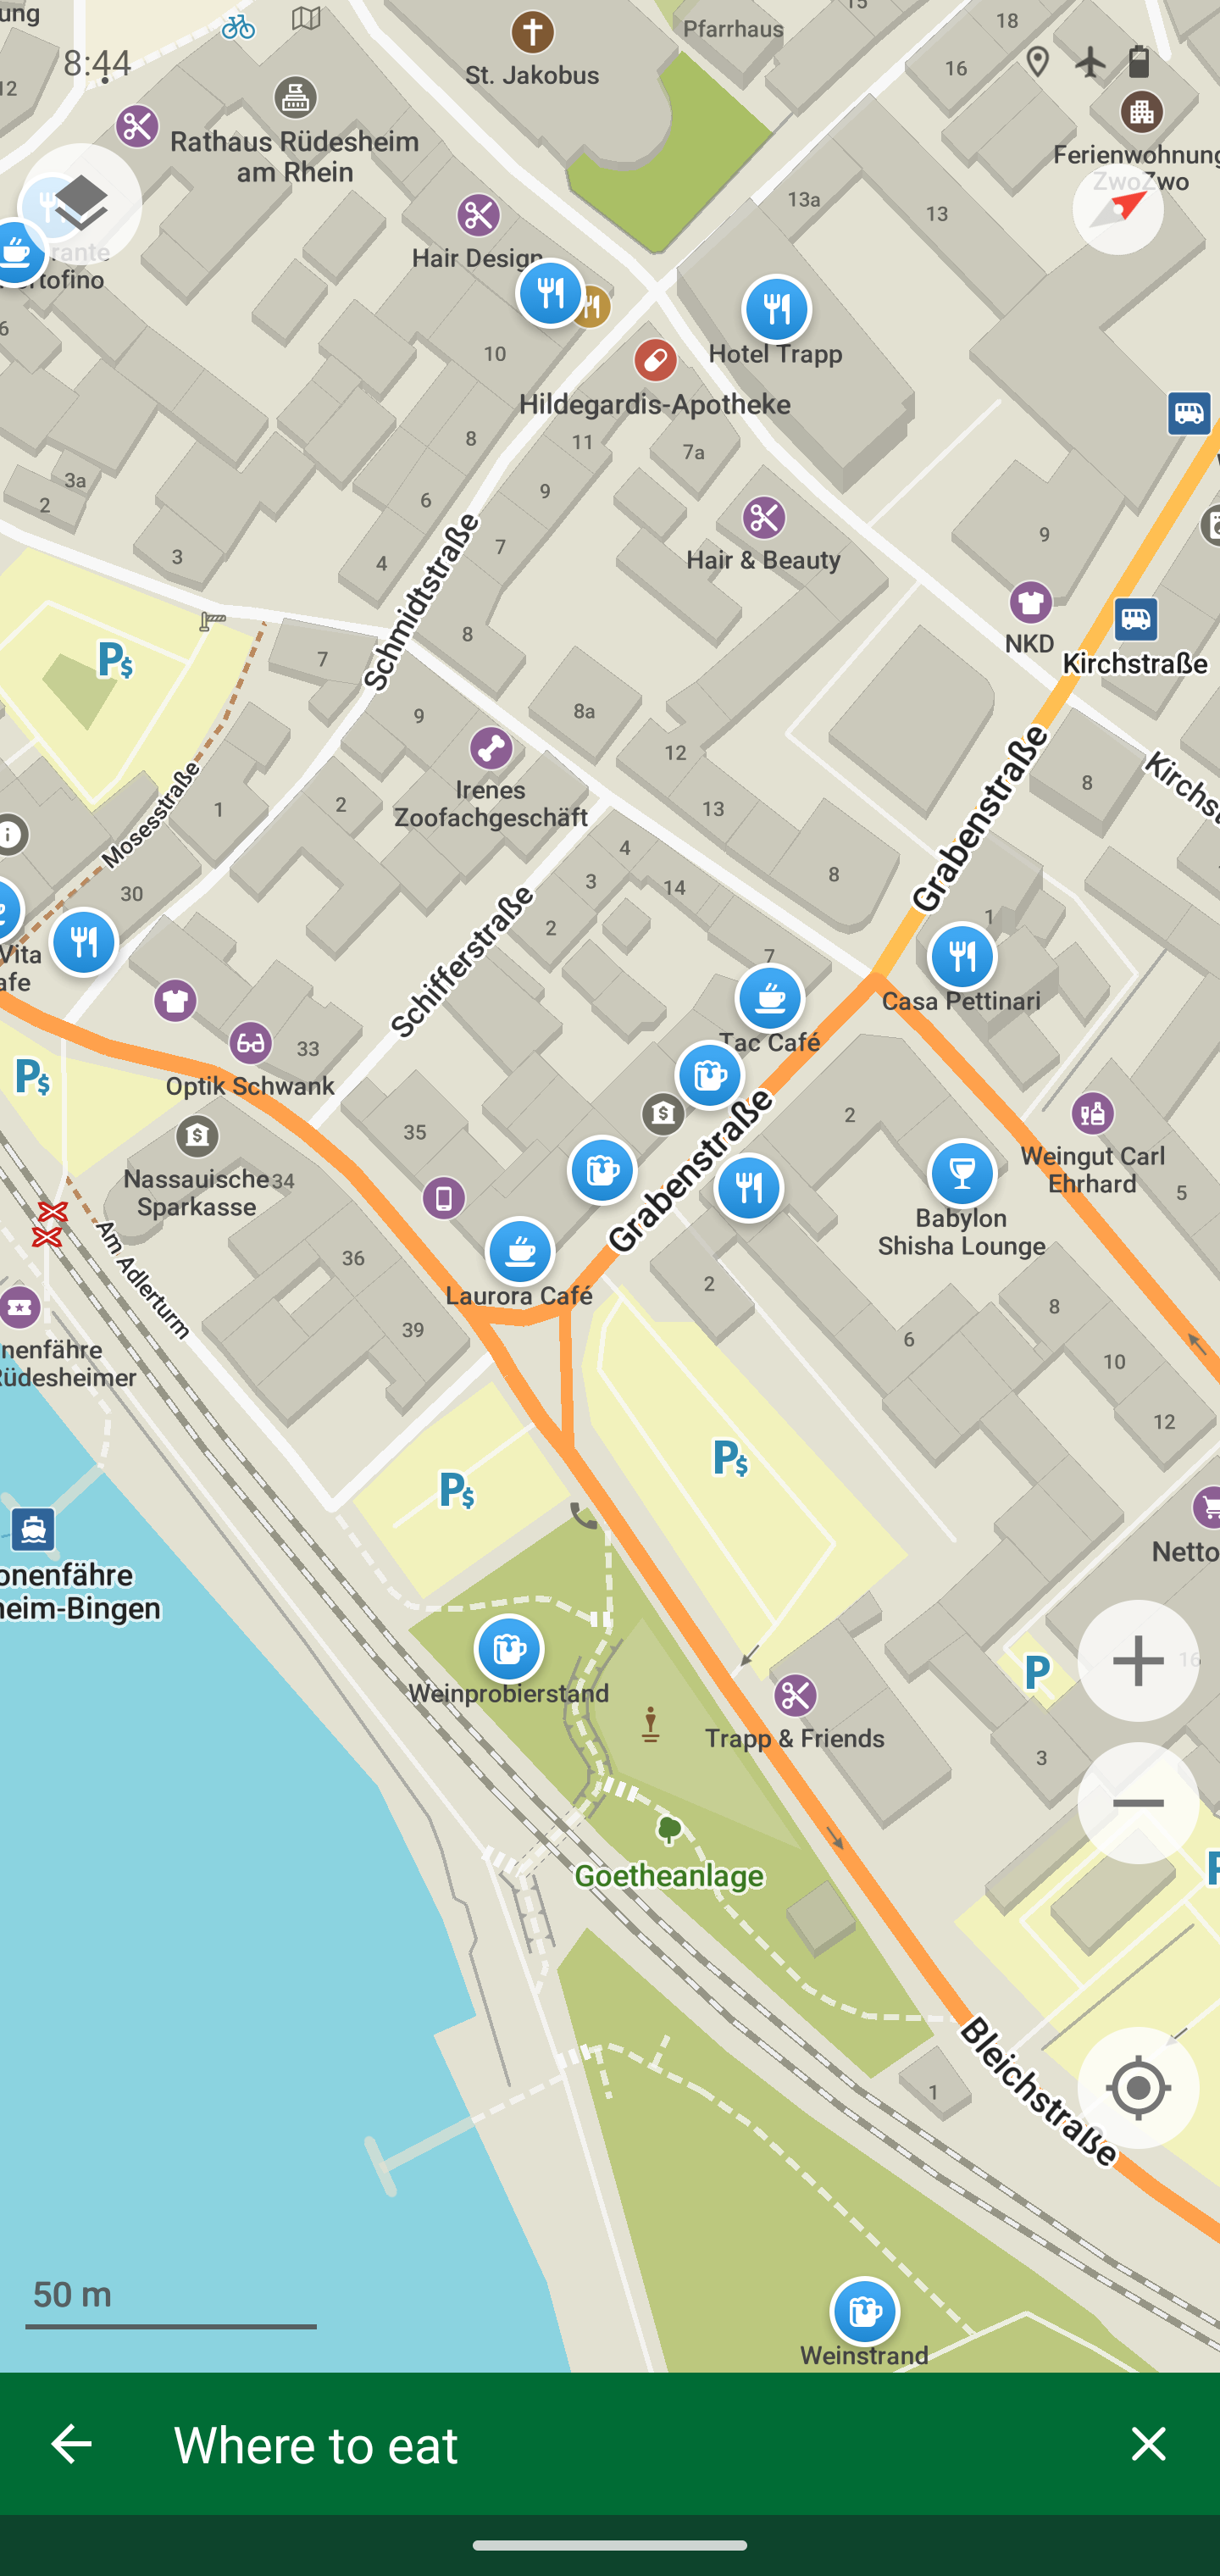 ung
8:44
12
St. Jakobus
Pfarrhaus
15
18
16
Rathaus Rüdesheim
am Rhein
Ferienwohnung
ZwoZwo
13a
13
Hair Design
rante
rtofino
6
10
Hotel Trapp
Hildegardis-Apotheke
8
11
7a
3a
2
6
9
9
3
4
7
Hair & Beauty
Schmidtstraße
NKD
Kirchstraße
8
7
P$
9
8a
12
8
Irenes
Zoofachgeschäft
Grabenstraße
Mosesstraße
1
2
13
4
8
30
3
14
2
1
Schifferstraße
7
Vita
afe
Casa Pettinari
Tac Café
33
P$
Optik Schwank
35
2
Grabenstraße
Weingut Carl
Ehrhard
5
Nassauische
Sparkasse
34
Babylon
Shisha Lounge
Am Adlerturm
36
2
Laurora Café
39
8
6
10
12
nenfähre
Rüdesheimer
P$
P$
onenfähre
heim-Bingen
Netto
16
P
Weinprobierstand
Trapp & Friends
3
Goetheanlage
Bleichstraße
1
50 m
Weinstrand
Where to eat